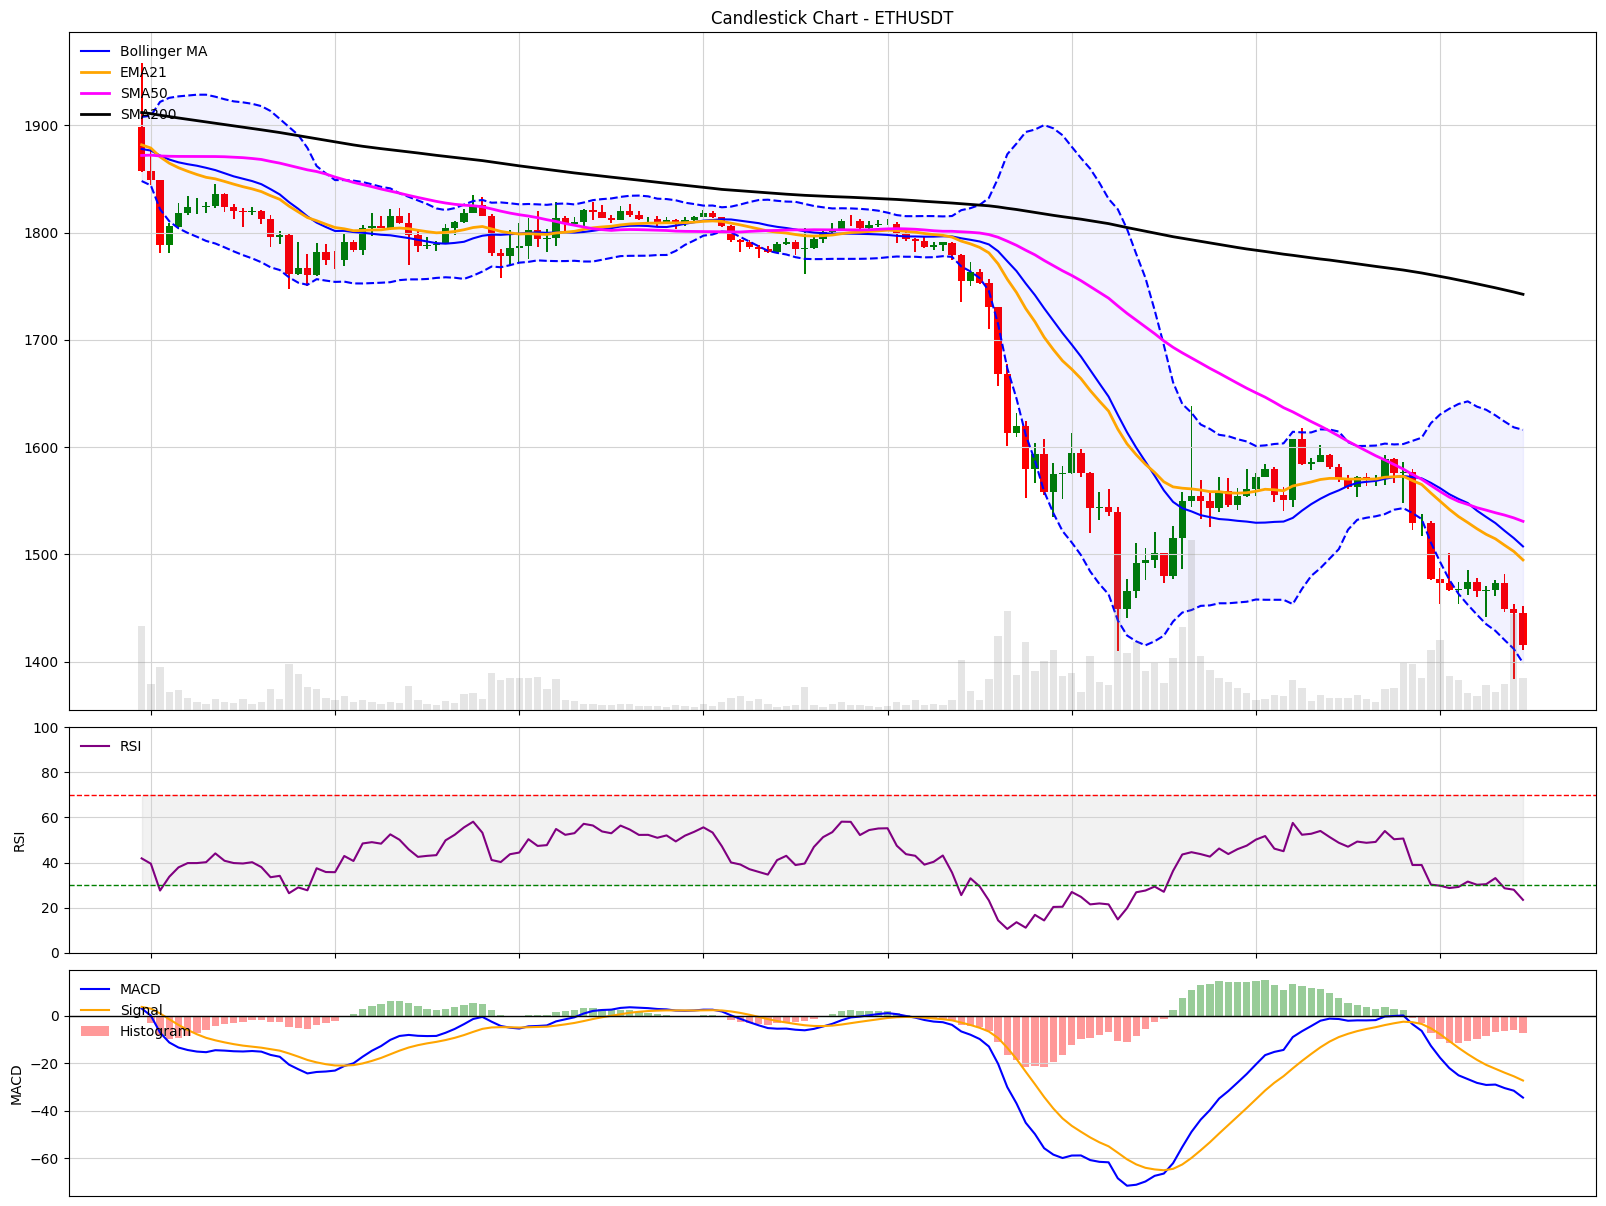 Candlestick Chart - ETHUSDT
Bollinger MA
EMA21
SMA50
SMA200
1900
1800
1700
1600
1500
1400
RSI
100
80
60
40
20
0
RSI
MACD
Signal
Histogram
0
−20
−40
−60
MACD